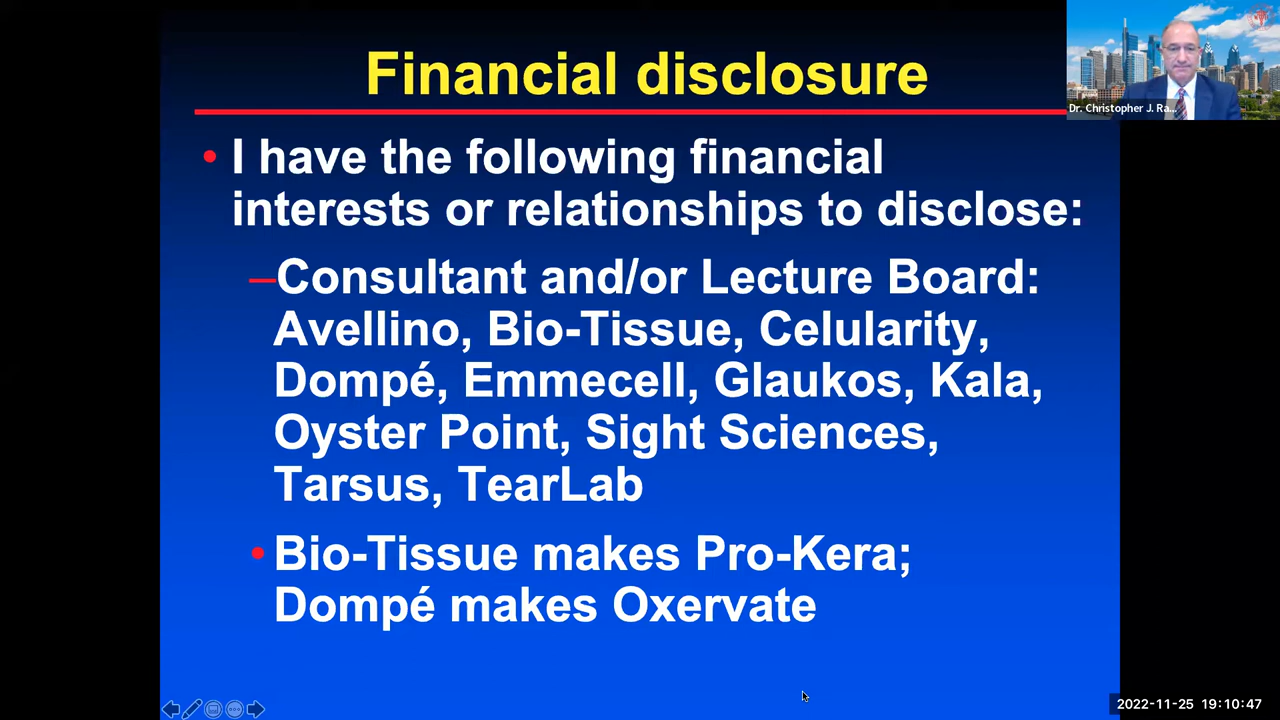 Financial disclosure
Dr. Christopher J. Ra...
• I have the following financial
interests or relationships to disclose:
–Consultant and/or Lecture Board:
Avellino, Bio-Tissue, Celularity,
Dompé, Emmecell, Glaukos, Kala,
Oyster Point, Sight Sciences,
Tarsus, TearLab
• Bio-Tissue makes Pro-Kera;
Dompé makes Oxervate
2022-11-25 19:10:47